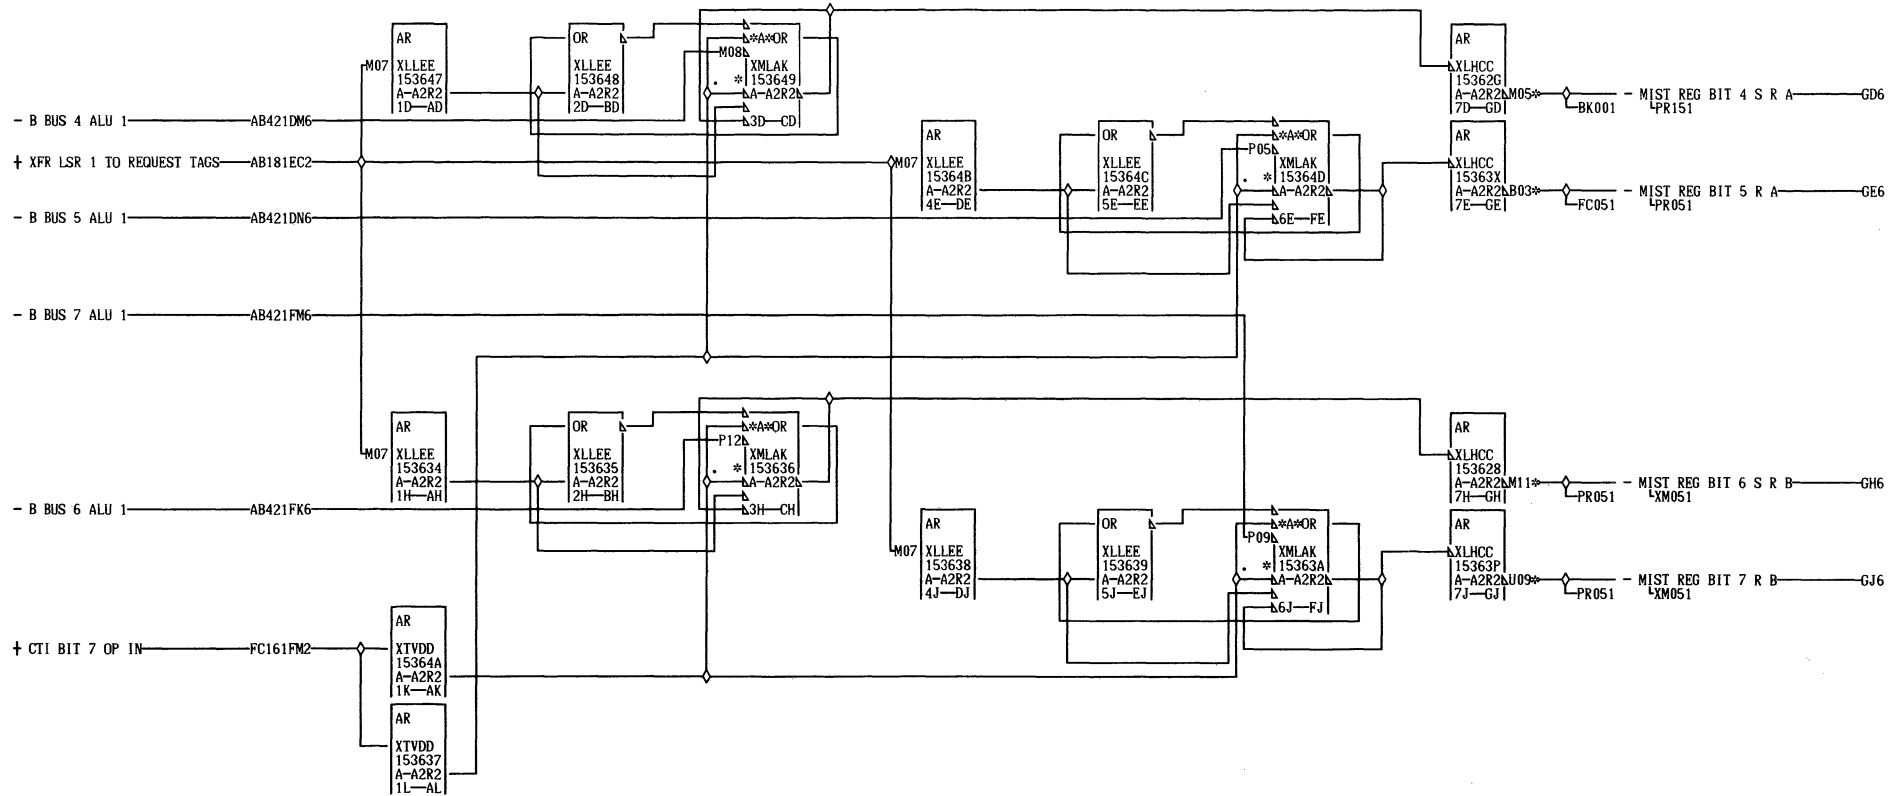 AR
M07 XLLEE
153647
A-A2R2
1D—AD
OR
XLLEE
153648
A-A2R2
2D—BD
*A*OR
M08
XMLAK
. * 153649
A-A2R2
3D—CD
AR
XLHCC
15362G
A-A2R2 M05* — MIST REG BIT 4 S R A — GD6
7D—GD BK001 PR151
- B BUS 4 ALU 1 — AB421DM6
+ XFR LSR 1 TO REQUEST TAGS — AB181EC2
AR
M07 XLLEE
15364B
A-A2R2
4E—DE
OR
XLLEE
15364C
A-A2R2
5E—EE
*A*OR
P05
XMLAK
. * 15364D
A-A2R2
6E—FE
AR
XLHCC
15363X
A-A2R2 B03* — MIST REG BIT 5 R A — GE6
7E—GE FC051 PR051
- B BUS 5 ALU 1 — AB421DN6
- B BUS 7 ALU 1 — AB421FM6
AR
M07 XLLEE
153634
A-A2R2
1H—AH
OR
XLLEE
153635
A-A2R2
2H—BH
*A*OR
P12
XMLAK
. * 153636
A-A2R2
3H—CH
AR
XLHCC
153628
A-A2R2 M11* — MIST REG BIT 6 S R B — GH6
7H—GH PR051 XM051
- B BUS 6 ALU 1 — AB421FK6
AR
M07 XLLEE
153638
A-A2R2
4J—DJ
OR
XLLEE
153639
A-A2R2
5J—EJ
*A*OR
P09
XMLAK
. * 15363A
A-A2R2
6J—FJ
AR
XLHCC
15363P
A-A2R2 U09* — MIST REG BIT 7 R B — GJ6
7J—GJ PR051 XM051
+ CTI BIT 7 OP IN — FC161FM2
AR
XTVDD
15364A
A-A2R2
1K—AK
AR
XTVDD
153637
A-A2R2
1L—AL